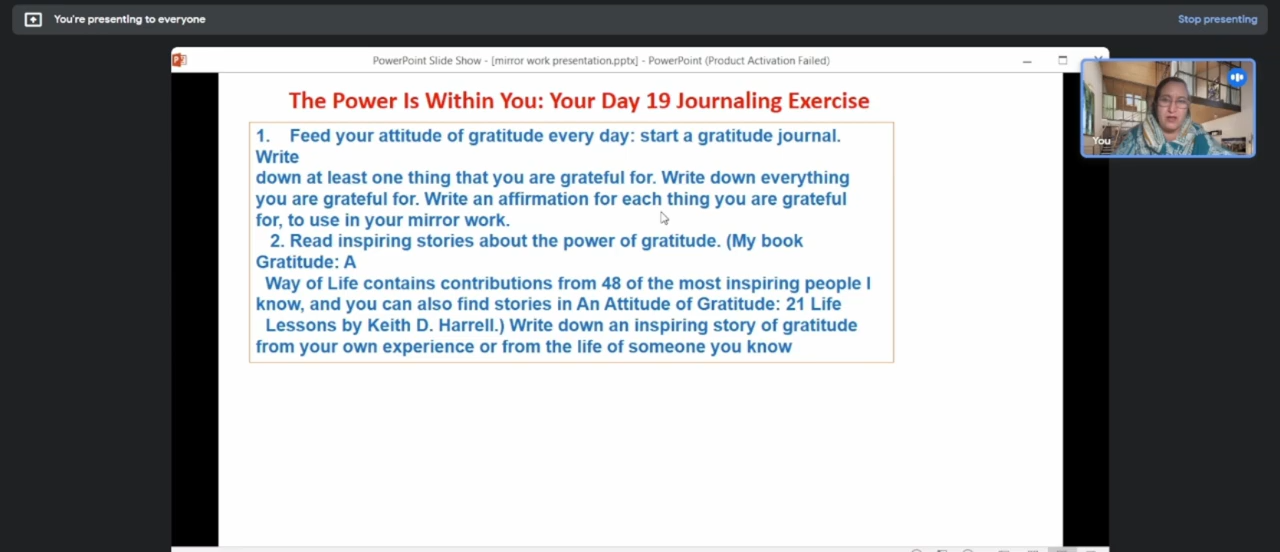 You're presenting to everyone
Stop presenting
PowerPoint Slide Show - [mirror work presentation.pptx] - PowerPoint (Product Activation Failed)
The Power Is Within You: Your Day 19 Journaling Exercise
1. Feed your attitude of gratitude every day: start a gratitude journal.
Write
down at least one thing that you are grateful for. Write down everything
you are grateful for. Write an affirmation for each thing you are grateful
for, to use in your mirror work.
2. Read inspiring stories about the power of gratitude. (My book
Gratitude: A
Way of Life contains contributions from 48 of the most inspiring people I
know, and you can also find stories in An Attitude of Gratitude: 21 Life
Lessons by Keith D. Harrell.) Write down an inspiring story of gratitude
from your own experience or from the life of someone you know
You